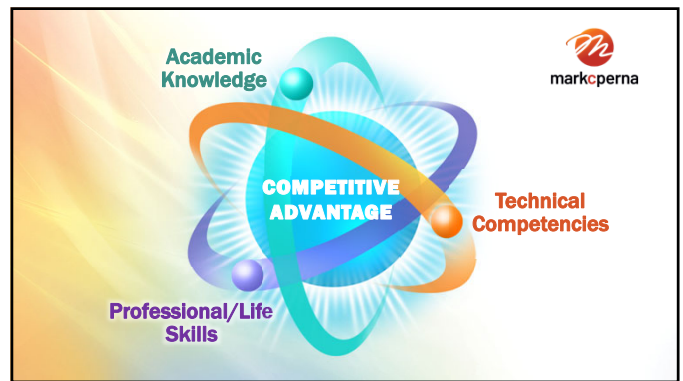 Academic
Knowledge
markcperna
COMPETITIVE
ADVANTAGE
Technical
Competencies
Professional/Life
Skills